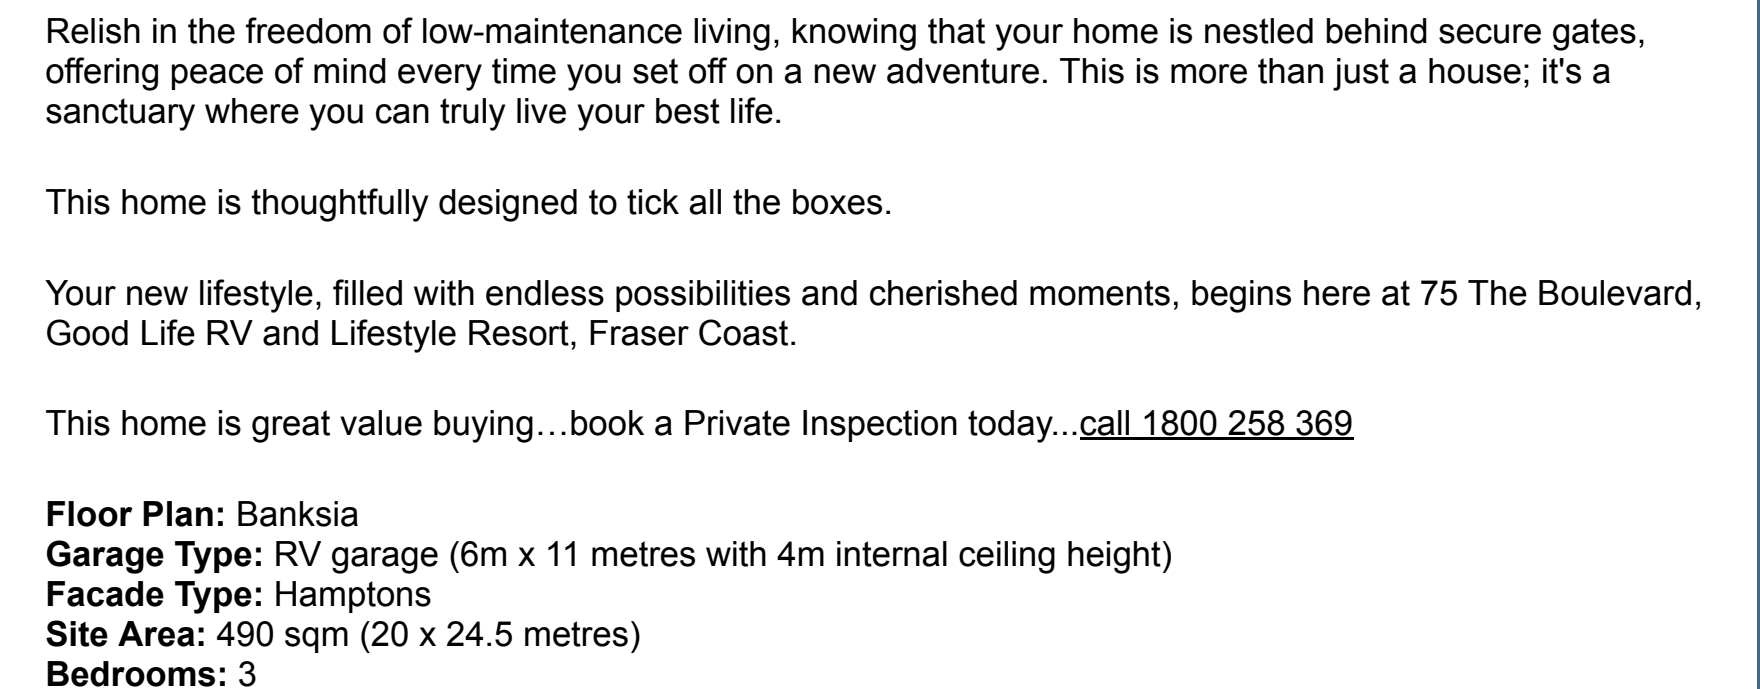 Relish in the freedom of low-maintenance living, knowing that your home is nestled behind secure gates,
offering peace of mind every time you set off on a new adventure. This is more than just a house; it's a
sanctuary where you can truly live your best life.
This home is thoughtfully designed to tick all the boxes.
Your new lifestyle, filled with endless possibilities and cherished moments, begins here at 75 The Boulevard,
Good Life RV and Lifestyle Resort, Fraser Coast.
This home is great value buying…book a Private Inspection today...call 1800 258 369
Floor Plan: Banksia
Garage Type: RV garage (6m x 11 metres with 4m internal ceiling height)
Facade Type: Hamptons
Site Area: 490 sqm (20 x 24.5 metres)
Bedrooms: 3